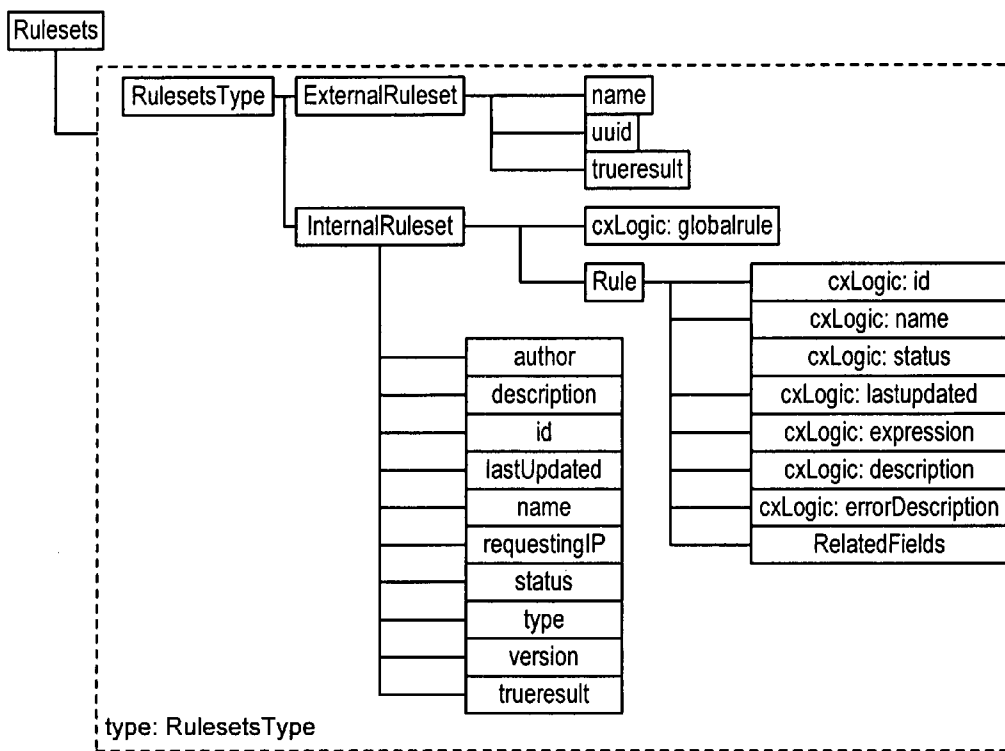 Rulesets
RulesetsType
ExternalRuleset
name
uuid
trueresult
InternalRuleset
cxLogic: globalrule
Rule
cxLogic: id
cxLogic: name
cxLogic: status
cxLogic: lastupdated
cxLogic: expression
cxLogic: description
cxLogic: errorDescription
RelatedFields
author
description
id
lastUpdated
name
requestingIP
status
type
version
trueresult
type: RulesetsType